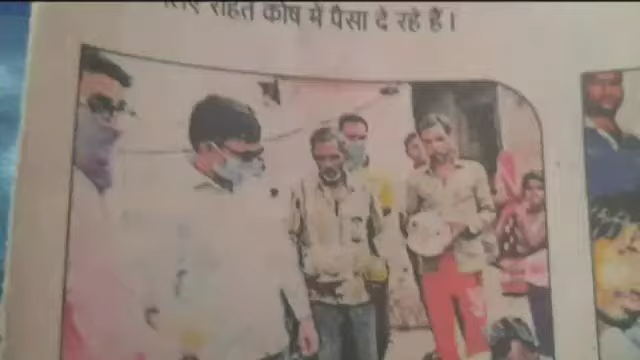 लिए राहत कोष में पैसा दे रहे हैं।